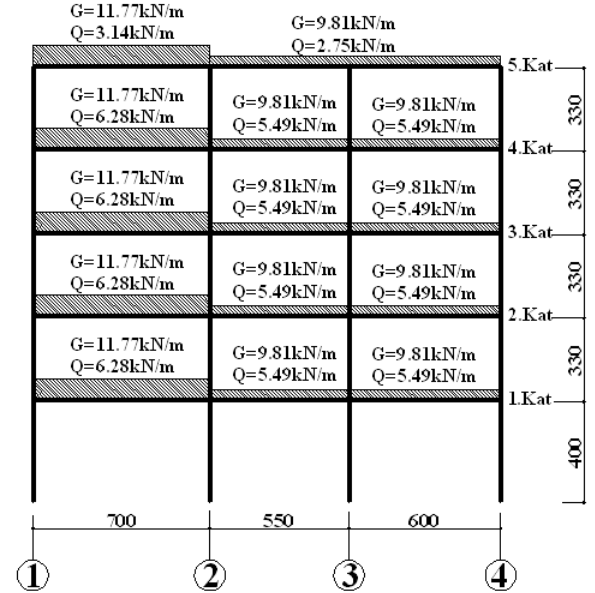 G=11.77kN/m
Q=3.14kN/m
G=9.81kN/m
Q=2.75kN/m
5.Kat
G=11.77kN/m
Q=6.28kN/m
G=9.81kN/m
Q=5.49kN/m
G=9.81kN/m
Q=5.49kN/m
330
4.Kat
G=11.77kN/m
Q=6.28kN/m
G=9.81kN/m
Q=5.49kN/m
G=9.81kN/m
Q=5.49kN/m
330
3.Kat
G=11.77kN/m
Q=6.28kN/m
G=9.81kN/m
Q=5.49kN/m
G=9.81kN/m
Q=5.49kN/m
330
2.Kat
G=11.77kN/m
Q=6.28kN/m
G=9.81kN/m
Q=5.49kN/m
G=9.81kN/m
Q=5.49kN/m
330
1.Kat
400
700
550
600
1
2
3
4